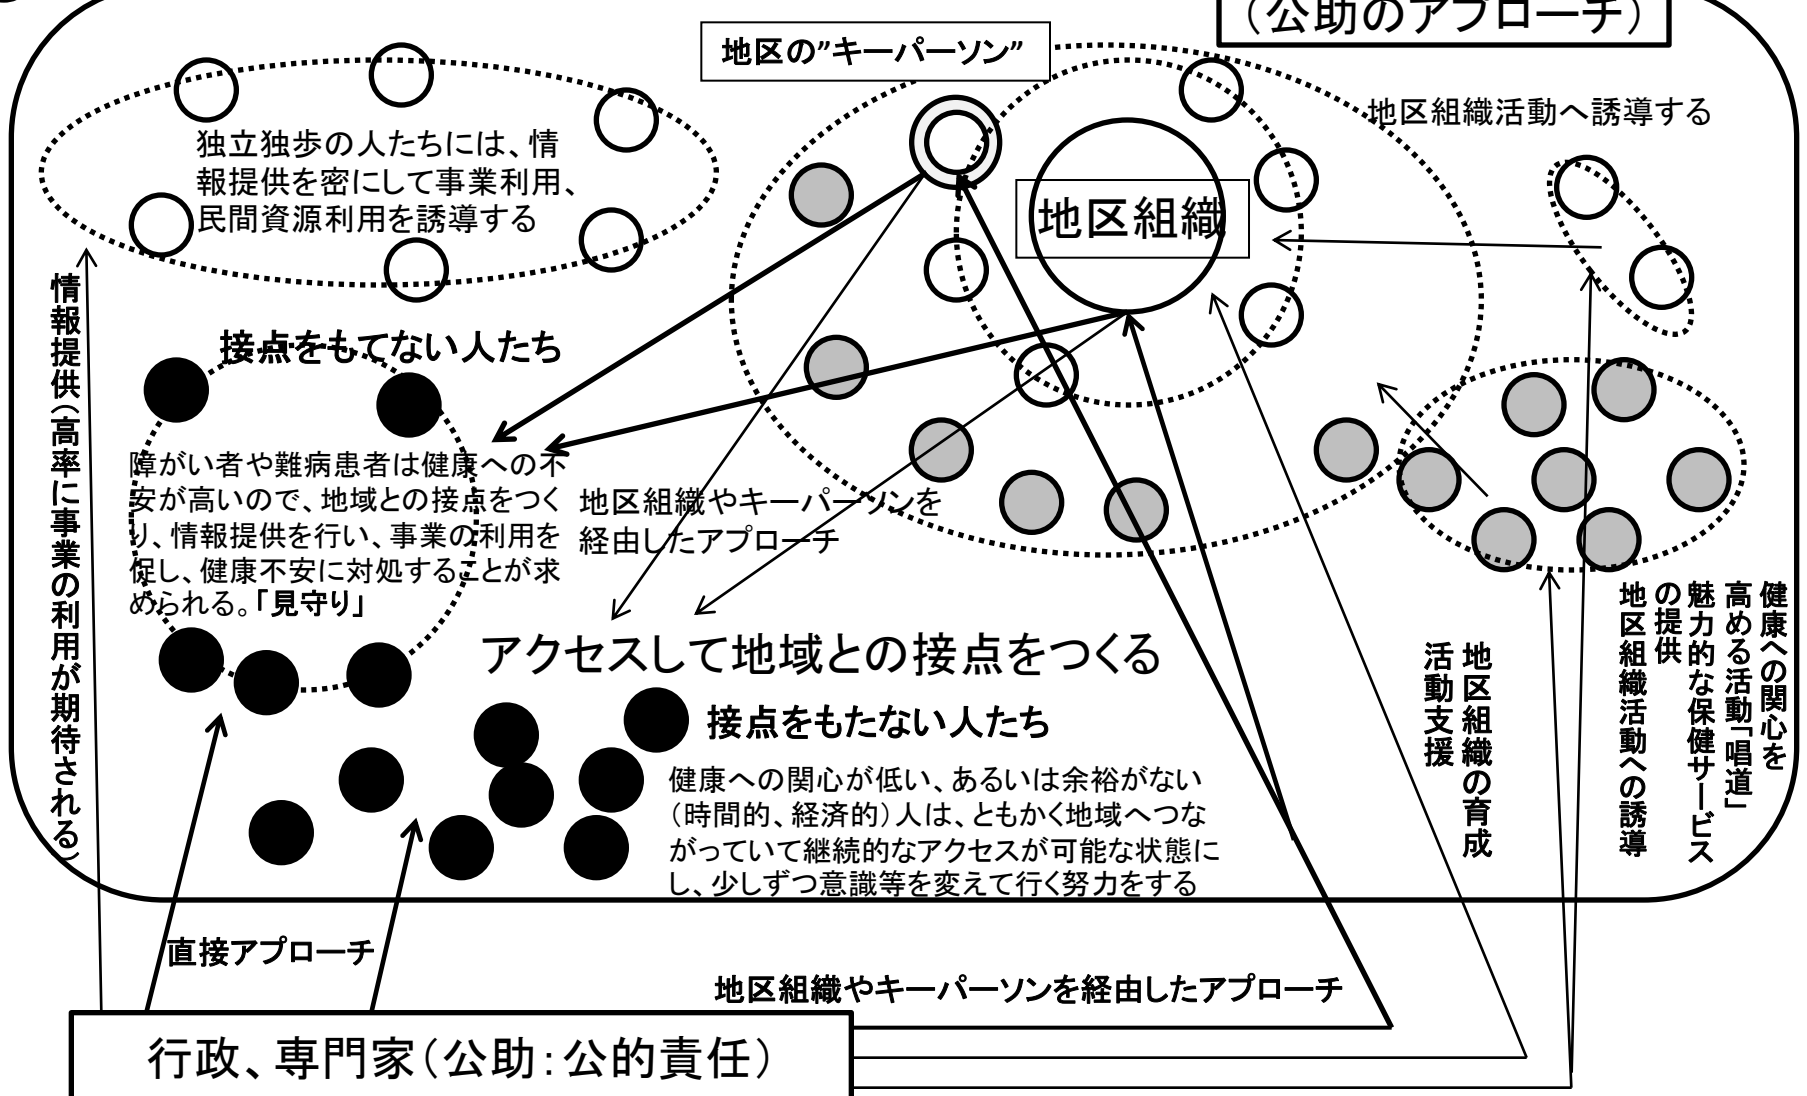 (公助のアプローチ)
地区の”キーパーソン”
地区組織活動へ誘導する
独立独歩の人たちには、情
報提供を密にして事業利用、
民間資源利用を誘導する
地区組織
情報提供(高率に事業の利用が期待される)
接点をもてない人たち
障がい者や難病患者は健康への不
安が高いので、地域との接点をつく
り、情報提供を行い、事業の利用を
促し、健康不安に対処することが求
められる。「見守り」
地区組織やキーパーソンを
経由したアプローチ
アクセスして地域との接点をつくる
接点をもたない人たち
健康への関心が低い、あるいは余裕がない
(時間的、経済的)人は、ともかく地域へつな
がっていて継続的なアクセスが可能な状態に
し、少しずつ意識等を変えて行く努力をする
健康への関心を
高める活動「唱道」
魅力的な保健サービス
の提供
地区組織活動への誘導
地区組織の育成
活動支援
直接アプローチ
地区組織やキーパーソンを経由したアプローチ
行政、専門家(公助:公的責任)